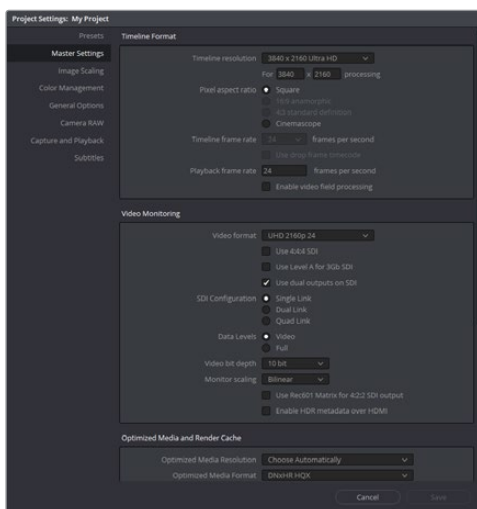 Project Settings: My Project
Presets
Master Settings
Image Scaling
Color Management
General Options
Camera RAW
Capture and Playback
Subtitles
Timeline Format
Timeline resolution 3840 x 2160 Ultra HD
For 3840 x 2160 processing
Pixel aspect ratio Square
16:9 anamorphic
4:3 standard definition
Cinemascope
Timeline frame rate 24 frames per second
Use drop frame timecode
Playback frame rate 24 frames per second
Enable video field processing
Video Monitoring
Video format UHD 2160p 24
Use 4:4:4 SDI
Use Level A for 3Gb SDI
Use dual outputs on SDI
SDI Configuration Single Link
Dual Link
Quad Link
Data Levels Video
Full
Video bit depth 10 bit
Monitor scaling Bilinear
Use Rec601 Matrix for 4:2:2 SDI output
Enable HDR metadata over HDMI
Optimized Media and Render Cache
Optimized Media Resolution Choose Automatically
Optimized Media Format DNxHR HQX
Cancel Save